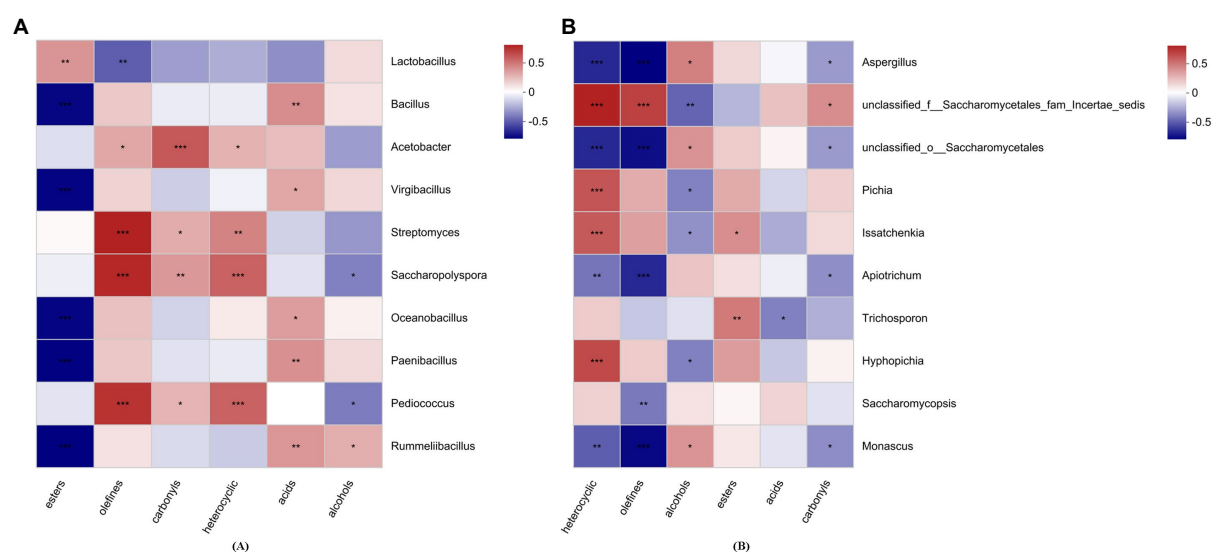 A
** ** Lactobacillus
*** ** Bacillus
* *** * Acetobacter
*** * Virgibacillus
*** * ** Streptomyces
*** ** *** * Saccharopolyspora
*** * Oceanobacillus
*** ** Paenibacillus
*** * *** * Pediococcus
*** ** * Rummeliibacillus
esters olefines carbonyls heterocyclic acids alcohols
0.5
0
-0.5
(A)
B
*** *** * * Aspergillus
*** *** ** * unclassified_f__Saccharomycetales_fam_Incertae_sedis
*** *** * * unclassified_o__Saccharomycetales
*** * Pichia
*** * * Issatchenkia
** *** * Apiotrichum
** * Trichosporon
*** * Hyphopichia
** Saccharomycopsis
** *** * * Monascus
heterocyclic olefines alcohols esters acids carbonyls
0.5
0
-0.5
(B)